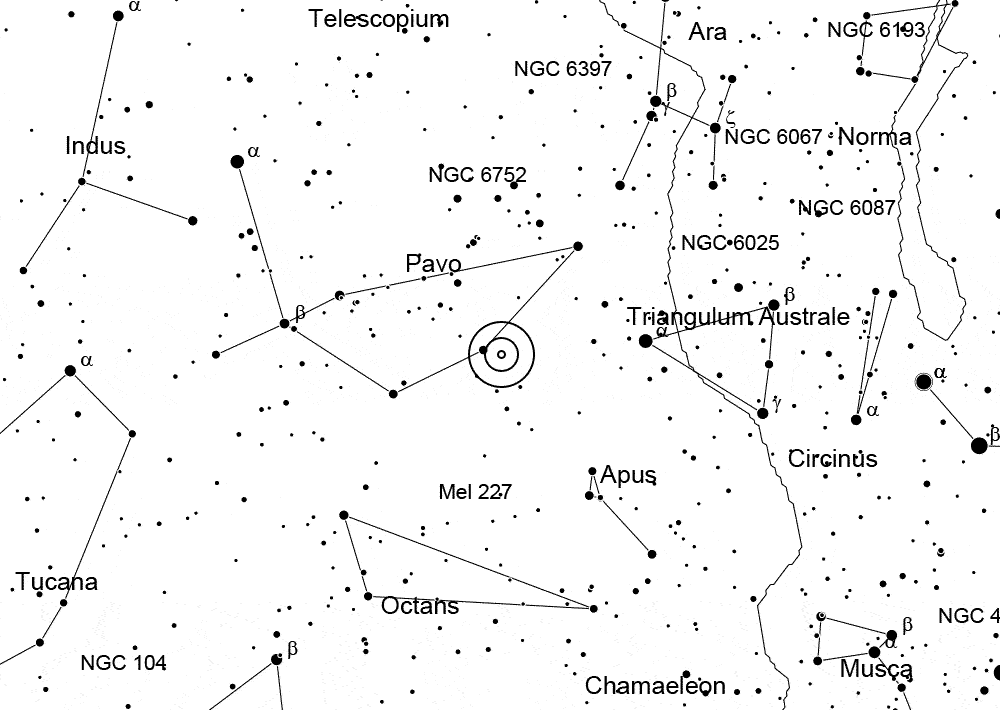 α
Telescopium
Ara
NGC 6193
NGC 6397
β
γ
ζ
NGC 6067
Norma
Indus
α
NGC 6752
NGC 6087
NGC 6025
Pavo
β
β
Triangulum Australe
α
α
α
α
γ
β
Circinus
Apus
Mel 227
Tucana
Octans
NGC 4
β
α
β
NGC 104
Musca
Chamaeleon